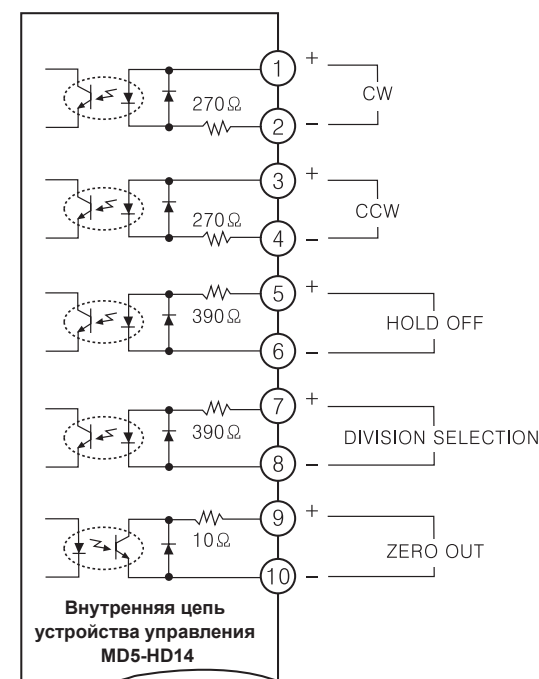 1 +
CW
270Ω
2 −
3 +
CCW
270Ω
4 −
5 +
390Ω
HOLD OFF
6 −
7 +
390Ω
DIVISION SELECTION
8 −
9 +
10Ω
ZERO OUT
10 −
Внутренняя цепь
устройства управления
MD5-HD14